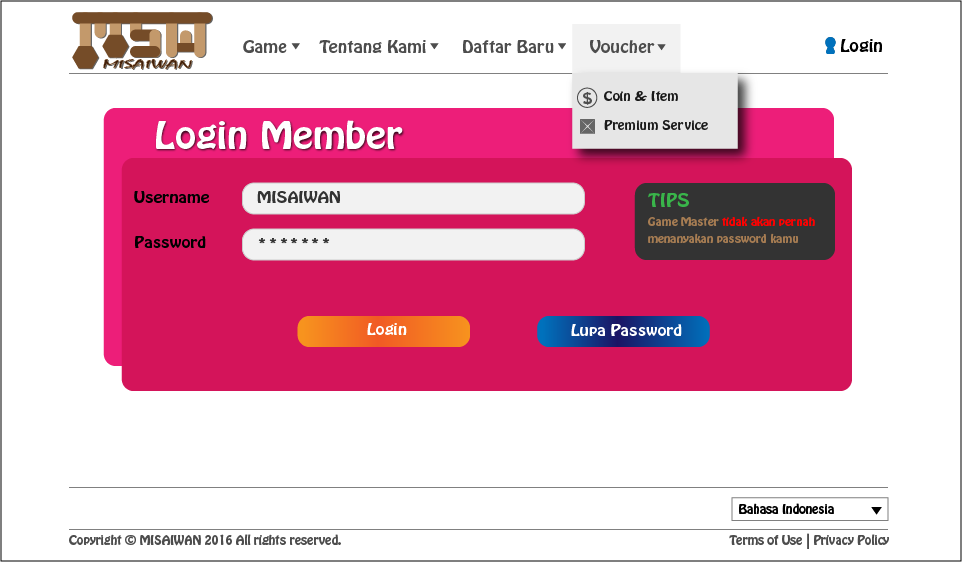 MSW
MISAIWAN
Game Tentang Kami Daftar Baru Voucher Login
$ Coin & Item
Premium Service
Login Member
Username MISAIWAN
Password *******
TIPS
Game Master tidak akan pernah
menanyakan password kamu
Login Lupa Password
Bahasa Indonesia
Copyright © MISAIWAN 2016 All rights reserved. Terms of Use | Privacy Policy